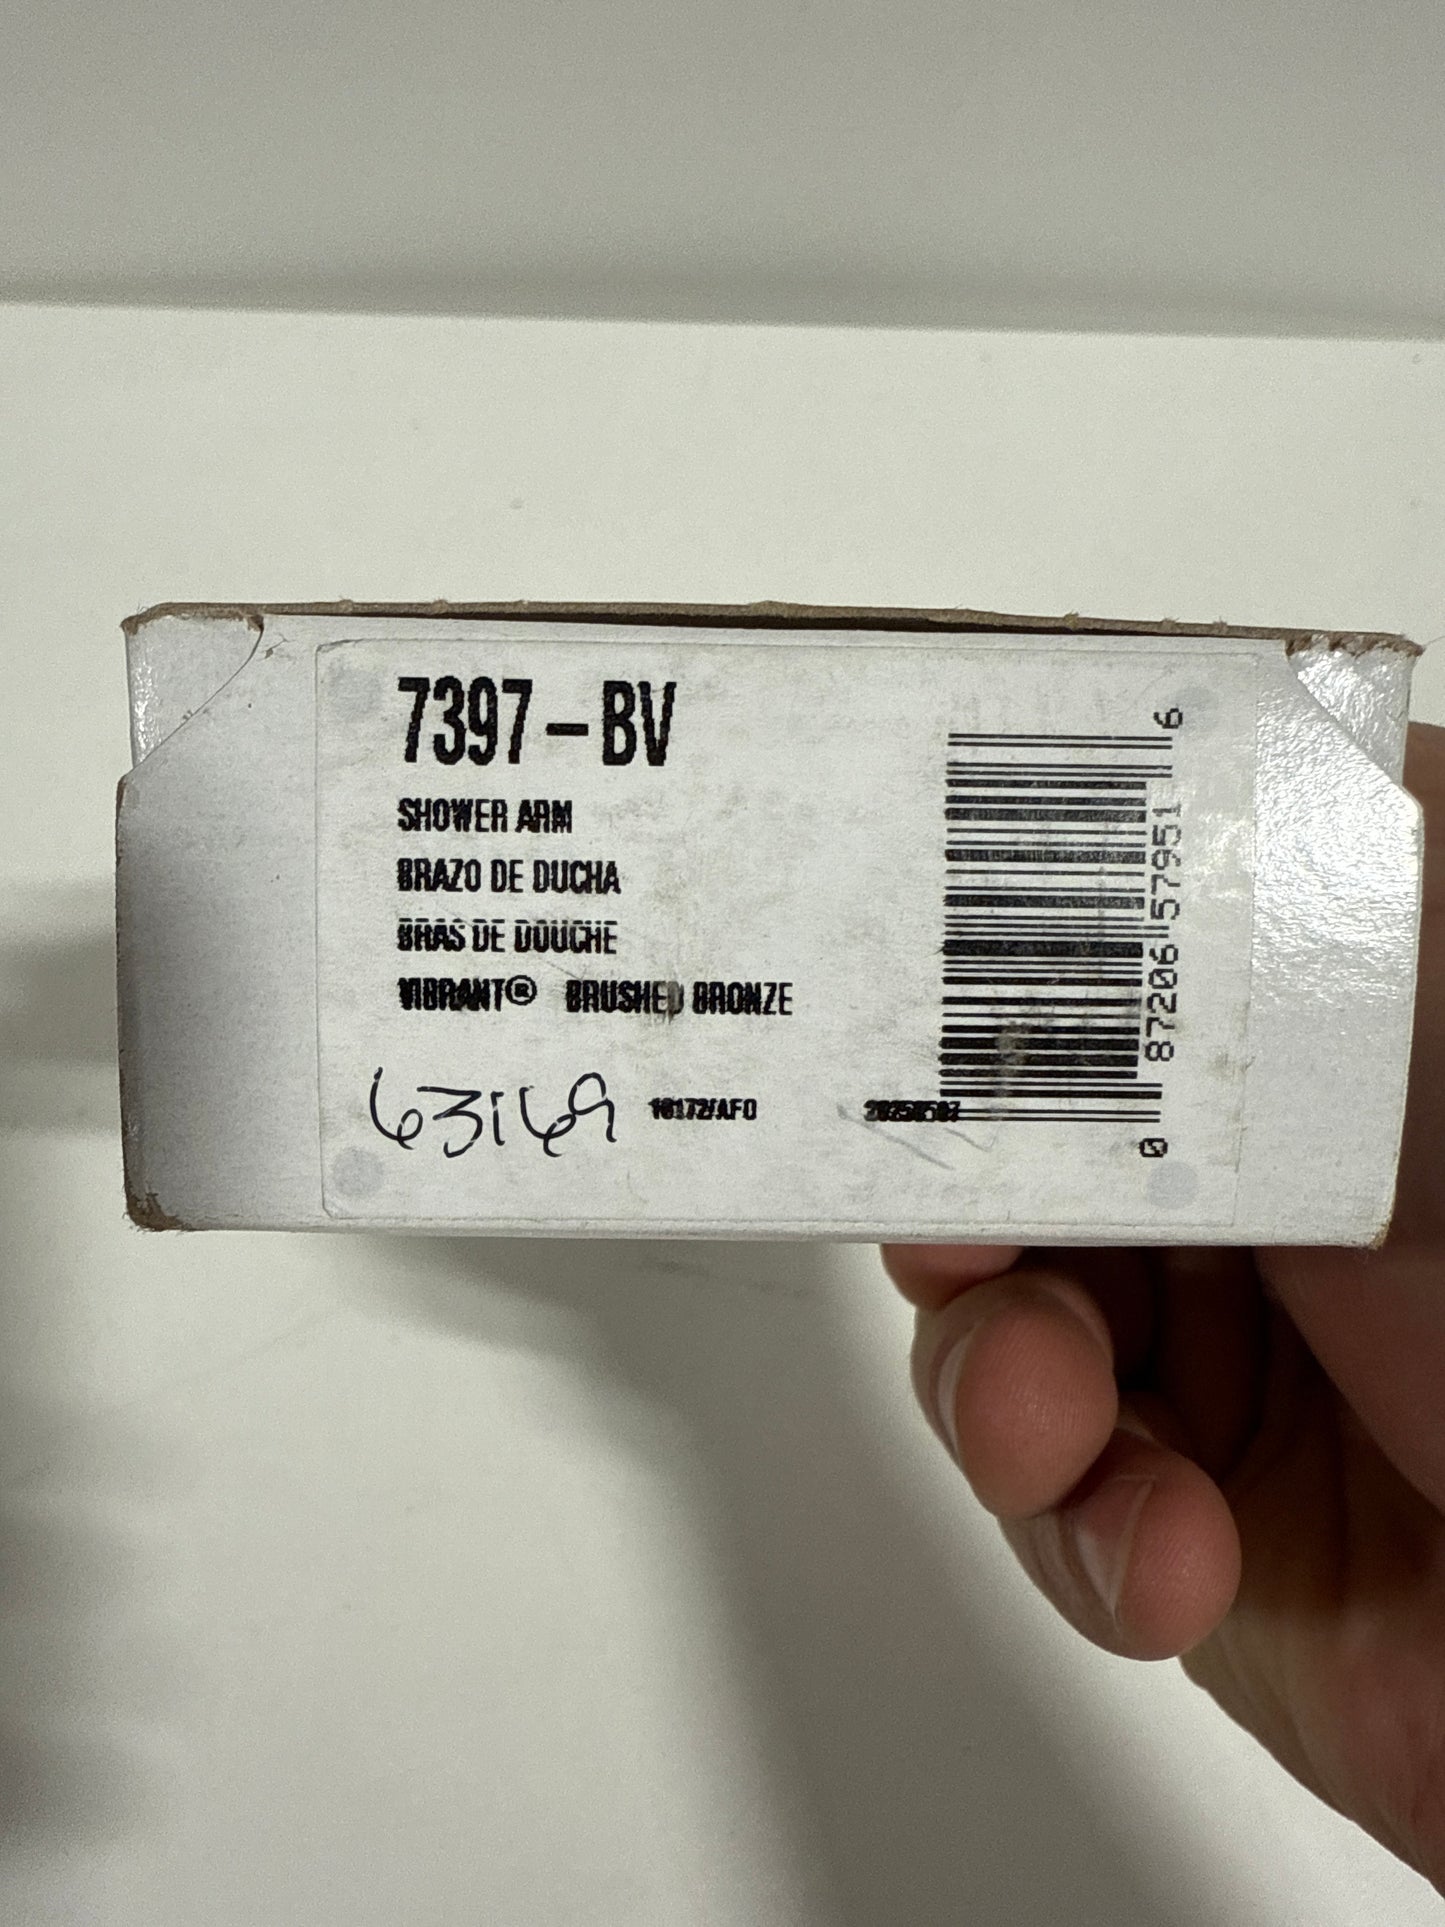 7397-BV
SHOWER ARM
BRAZO DE DUCHA
BRAS DE DOUCHE
VIBRANT® BRUSHED BRONZE
63169 10172/AFO
0 87206 57951 6